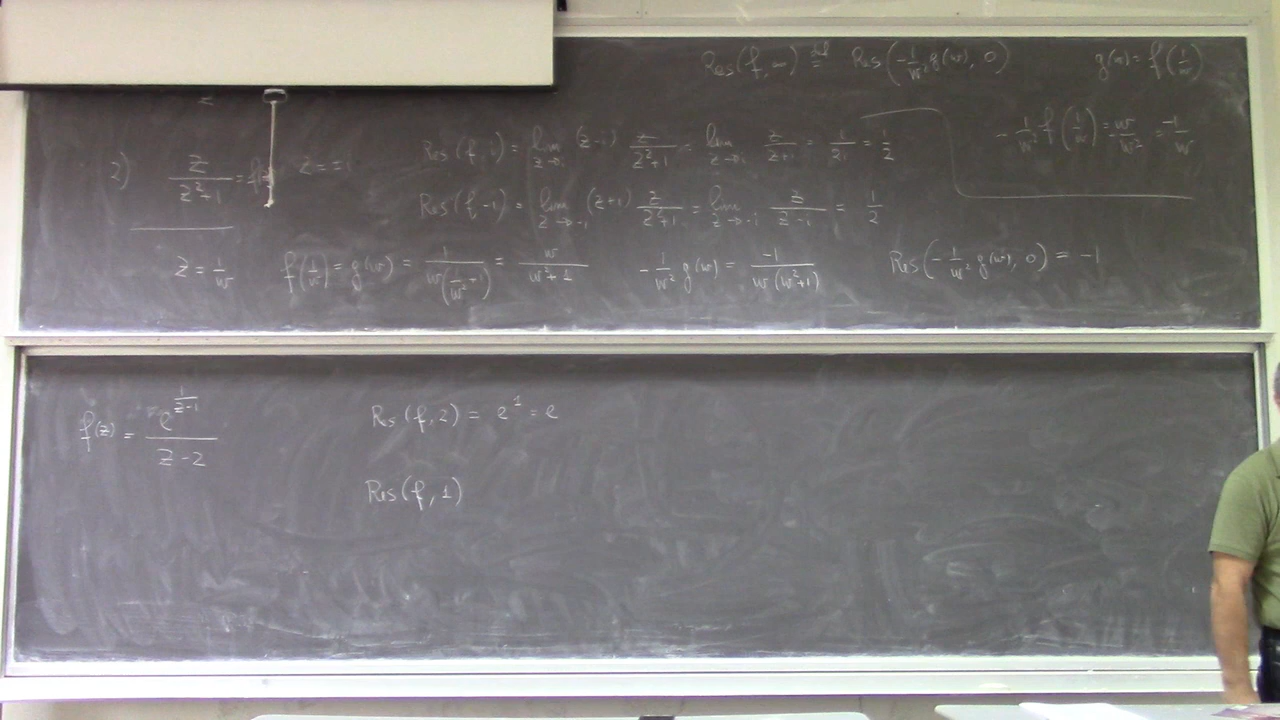 Res(f,∞) def= Res(-1/w² g(w), 0) g(w) = f(1/w)
-1/w² f(1/w) = w/-w² = -1/w
2) z/(z²+1) = f(z) z = ±i
Res(f,i) = lim z→i (z-i) z/(z²+1) = lim z→i z/(z+i) = i/2i = 1/2
Res(f,-i) = lim z→-i (z+i) z/(z²+1) = lim z→-i z/(z-i) = 1/2
z = 1/w f(1/w) = g(w) = 1/(w(1/w²+1)) = w/(w²+1) -1/w² g(w) = -1/(w(w²+1)) Res(-1/w² g(w), 0) = -1
f(z) = e^(1/(z-1))/(z-2) Res(f,2) = e¹ = e
Res(f,1)